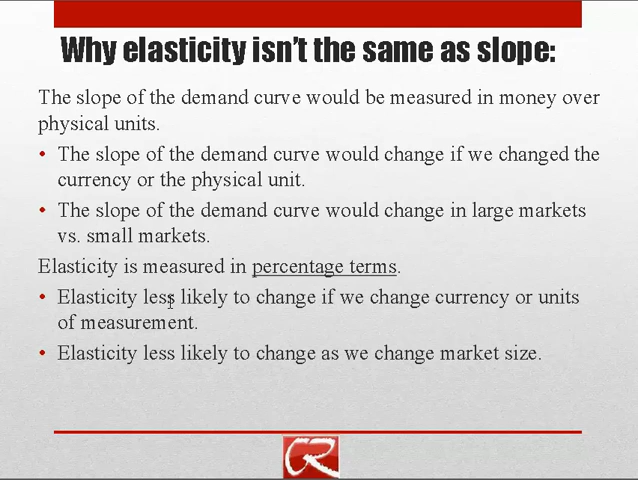 Why elasticity isn't the same as slope:
The slope of the demand curve would be measured in money over
physical units.
• The slope of the demand curve would change if we changed the
currency or the physical unit.
• The slope of the demand curve would change in large markets
vs. small markets.
Elasticity is measured in percentage terms.
• Elasticity less likely to change if we change currency or units
of measurement.
• Elasticity less likely to change as we change market size.
CR